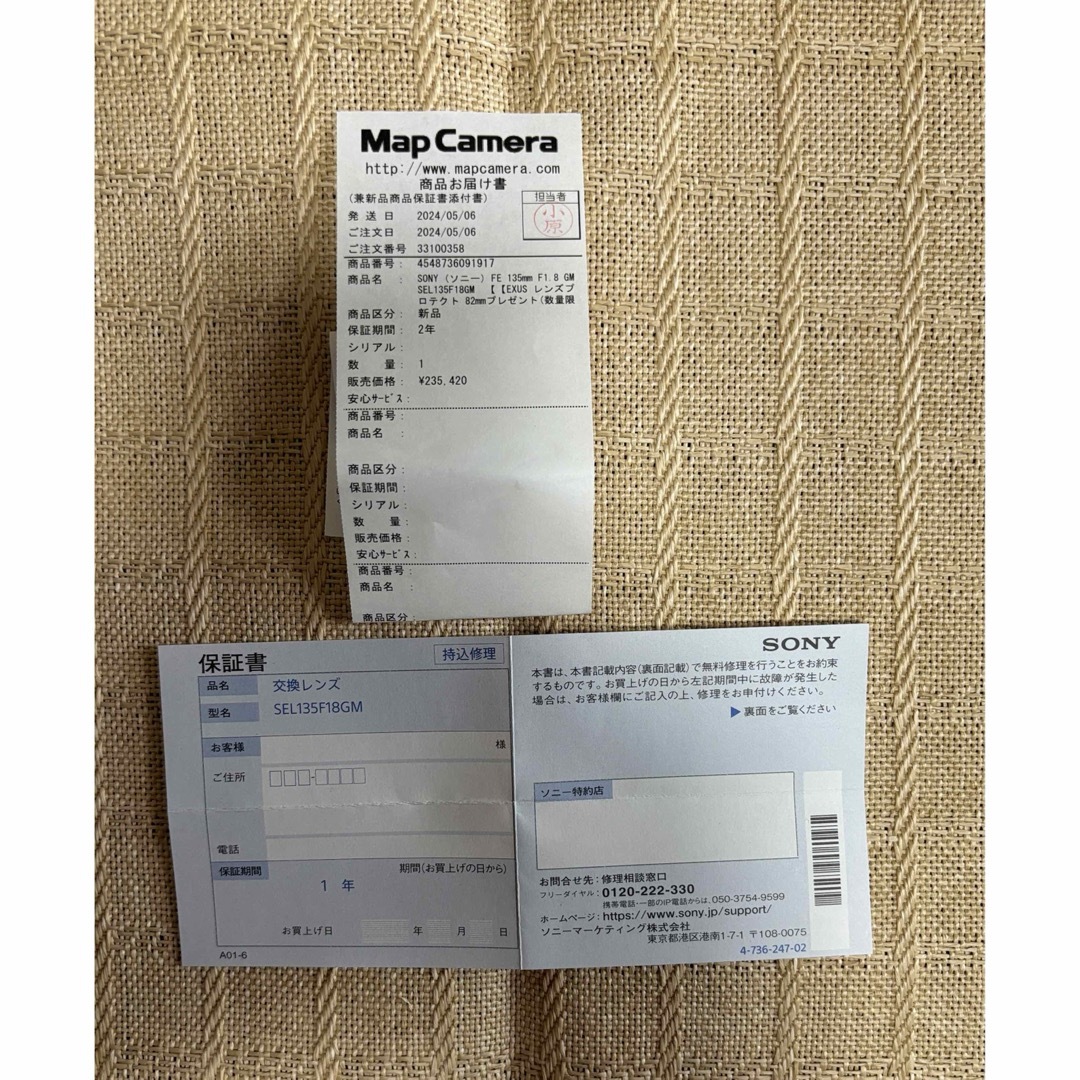 Map Camera
http://www.mapcamera.com
商品お届け書
(兼新品商品保証書添付書)
担当者
小原
発 送 日 2024/05/06
ご注文日 2024/05/06
ご注文番号 33100358
商品番号: 4548736091917
商品名 : SONY (ソニー) FE 135mm F1.8 GM
SEL135F18GM 【【EXUS レンズプ
ロテクト 82mmプレゼント(数量限
商品区分: 新品
保証期間: 2年
シリアル:
数 量: 1
販売価格: ¥235,420
安心サービス:
商品番号:
商品名 :
商品区分:
保証期間:
シリアル:
数 量:
販売価格:
安心サービス:
商品番号:
商品名 :
商品区分
保証書
持込修理
品名 交換レンズ
型名 SEL135F18GM
お客様 様
ご住所
電話
保証期間 期間(お買上げの日から)
1 年
お買上げ日 年 月 日
A01-6
SONY
本書は、本書記載内容(裏面記載)で無料修理を行うことをお約束
するものです。お買上げの日から左記期間中に故障が発生した
場合は、お客様欄にご記入の上、修理をお申付けください。
▶裏面をご覧ください
ソニー特約店
お問合せ先:修理相談窓口
フリーダイヤル:0120-222-330
携帯電話・一部のIP電話からは、050-3754-9599
ホームページ:https://www.sony.jp/support/
ソニーマーケティング株式会社
東京都港区港南1-7-1 〒108-0075
4-736-247-02